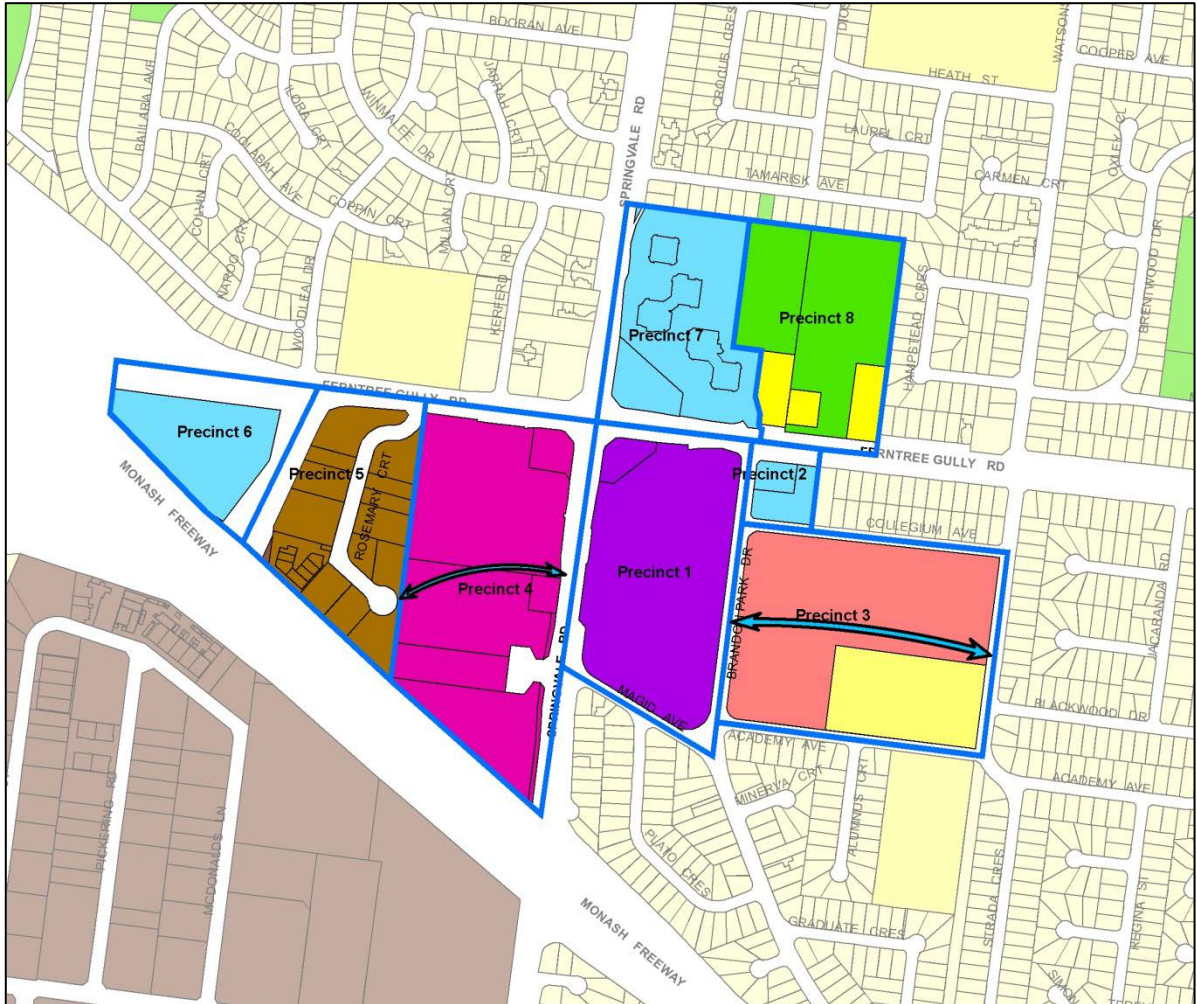 BOORAN AVE
COOPER AVE
HEATH ST
BALLARA AVE
ILORA CRT
WINMALEE DR
JARRAH CRT
CROCUS CRES
LAUREL CRT
OXLEY CL
COOLABAH AVE
SPRINGVALE RD
TAMARISK AVE
CARMEN CRT
COLVIN CRT
COPPIN CRT
MILLAN CRT
NAROO CRT
WOODLEA DR
KERFERD RD
BRENTWOOD DR
HAMPSTEAD CRES
Precinct 7
Precinct 8
FERNTREE GULLY RD
Precinct 6
Precinct 5
Precinct 2
FERNTREE GULLY RD
MONASH FREEWAY
ROSEMARY CRT
COLLEGIUM AVE
Precinct 4
Precinct 1
Precinct 3
BRANDON PARK DR
JACARANDA RD
SPRINGVALE RD
MAGID AVE
BLACKWOOD DR
ACADEMY AVE
ACADEMY AVE
MINERVA CRT
ALUMNUS CRT
PICKERING RD
MCDONALDS LN
PLATO CRES
STRADA CRES
REGINA ST
GRADUATE CRES
MONASH FREEWAY